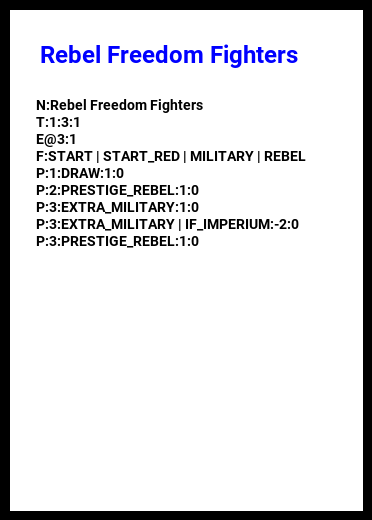 Rebel Freedom Fighters
N:Rebel Freedom Fighters
T:1:3:1
E@3:1
F:START | START_RED | MILITARY | REBEL
P:1:DRAW:1:0
P:2:PRESTIGE_REBEL:1:0
P:3:EXTRA_MILITARY:1:0
P:3:EXTRA_MILITARY | IF_IMPERIUM:-2:0
P:3:PRESTIGE_REBEL:1:0